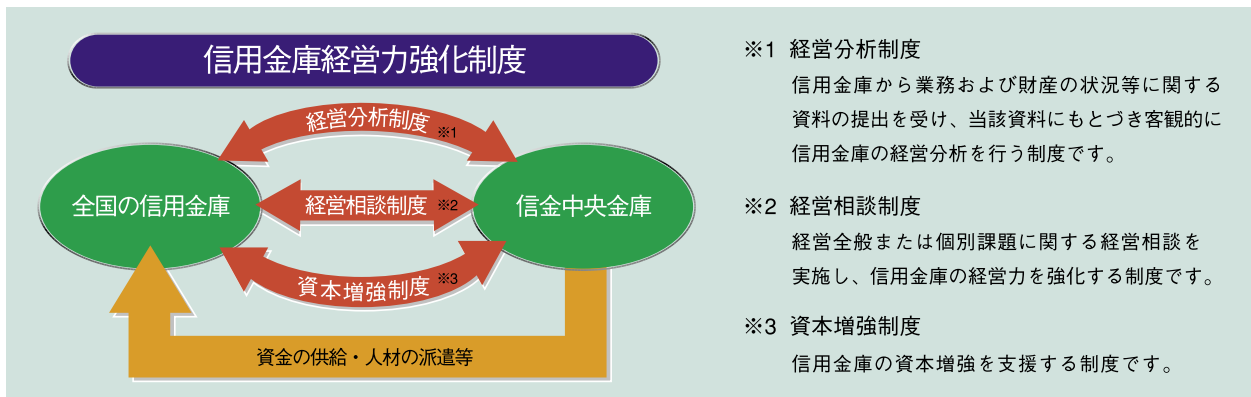 信用金庫経営力強化制度
経営分析制度 ※1
全国の信用金庫
経営相談制度 ※2
信金中央金庫
資本増強制度 ※3
資金の供給・人材の派遣等
※1 経営分析制度
信用金庫から業務および財産の状況等に関する
資料の提出を受け、当該資料にもとづき客観的に
信用金庫の経営分析を行う制度です。
※2 経営相談制度
経営全般または個別課題に関する経営相談を
実施し、信用金庫の経営力を強化する制度です。
※3 資本増強制度
信用金庫の資本増強を支援する制度です。